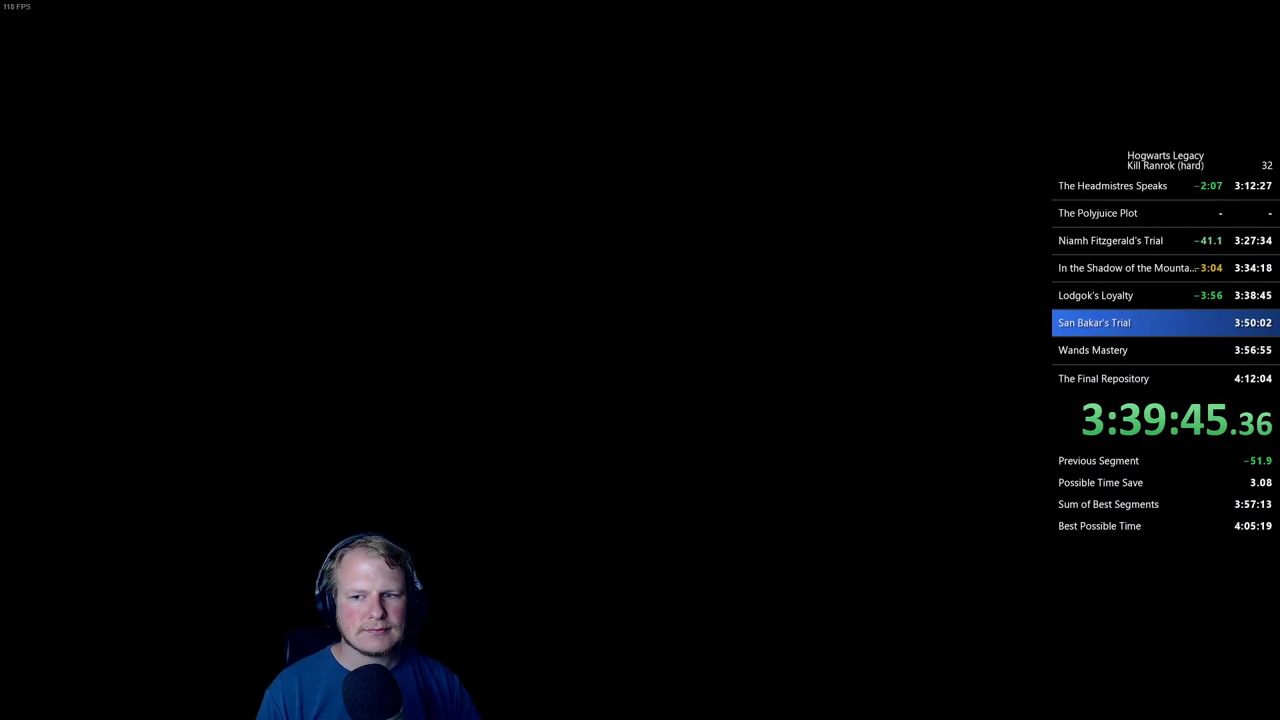 118 FPS
Hogwarts Legacy
Kill Ranrok (hard) 32
The Headmistres Speaks -2:07 3:12:27
The Polyjuice Plot - -
Niamh Fitzgerald's Trial -41.1 3:27:34
In the Shadow of the Mounta... -3:04 3:34:18
Lodgok's Loyalty -3:56 3:38:45
San Bakar's Trial 3:50:02
Wands Mastery 3:56:55
The Final Repository 4:12:04
3:39:45.36
Previous Segment -51.9
Possible Time Save 3.08
Sum of Best Segments 3:57:13
Best Possible Time 4:05:19